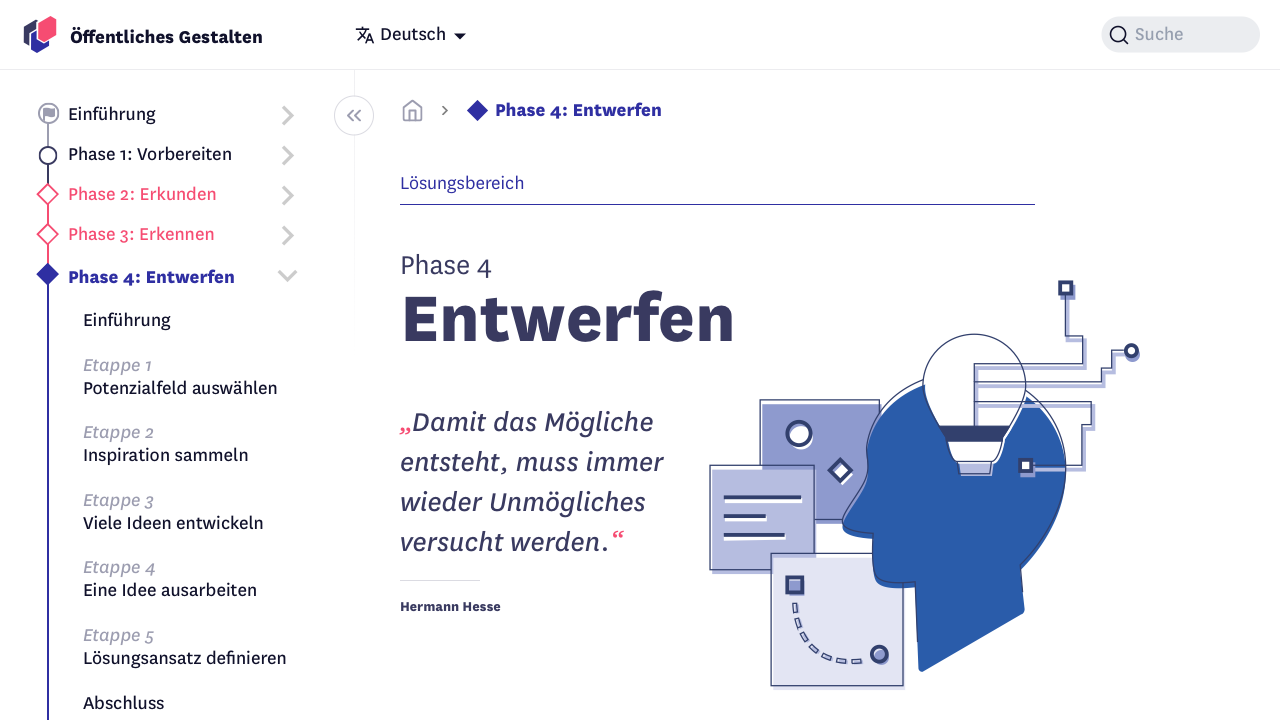 Öffentliches Gestalten
Deutsch
Suche
Einführung
Phase 1: Vorbereiten
Phase 2: Erkunden
Phase 3: Erkennen
Phase 4: Entwerfen
Einführung
Etappe 1
Potenzialfeld auswählen
Etappe 2
Inspiration sammeln
Etappe 3
Viele Ideen entwickeln
Etappe 4
Eine Idee ausarbeiten
Etappe 5
Lösungsansatz definieren
Abschluss
Phase 4: Entwerfen
Lösungsbereich
Phase 4
Entwerfen
„Damit das Mögliche
entsteht, muss immer
wieder Unmögliches
versucht werden.“
Hermann Hesse